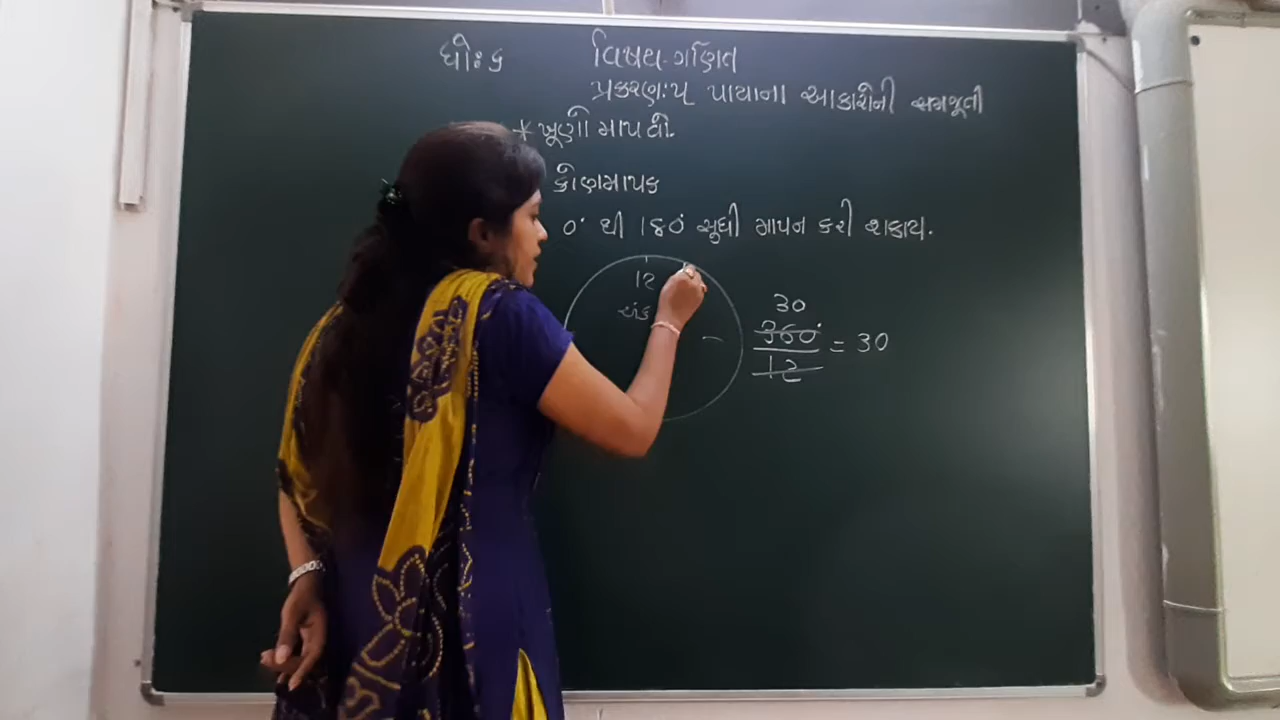 ધો:૬
વિષય-ગણિત
પ્રકરણ:૫ પાયાના આકારોની સમજૂતી
* ખૂણો માપવો.
કોણમાપક
0° થી 180° સુધી માપન કરી શકાય.
12
અંક
30
360°
12
= 30